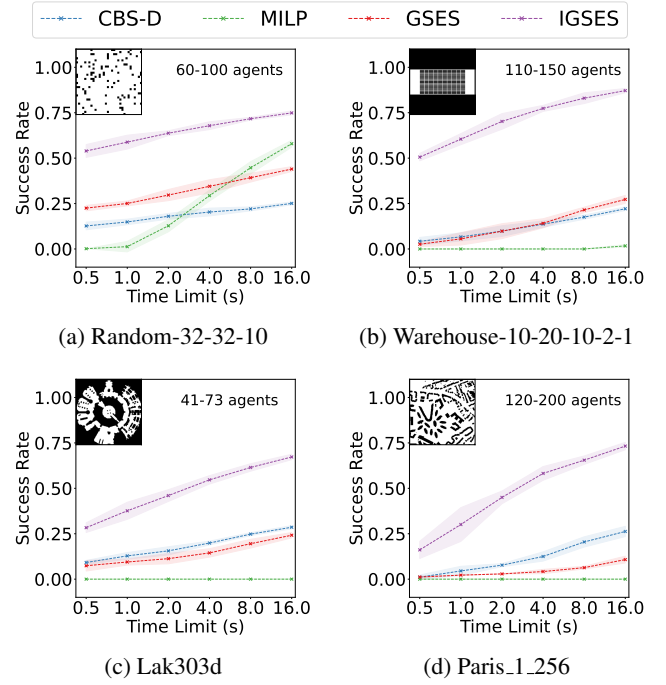 CBS-D MILP GSES IGSES
60-100 agents
1.00
0.75
0.50
0.25
0.00
Success Rate
0.5 1.0 2.0 4.0 8.0 16.0
Time Limit (s)
(a) Random-32-32-10
110-150 agents
1.00
0.75
0.50
0.25
0.00
Success Rate
0.5 1.0 2.0 4.0 8.0 16.0
Time Limit (s)
(b) Warehouse-10-20-10-2-1
41-73 agents
1.00
0.75
0.50
0.25
0.00
Success Rate
0.5 1.0 2.0 4.0 8.0 16.0
Time Limit (s)
(c) Lak303d
120-200 agents
1.00
0.75
0.50
0.25
0.00
Success Rate
0.5 1.0 2.0 4.0 8.0 16.0
Time Limit (s)
(d) Paris_1_256